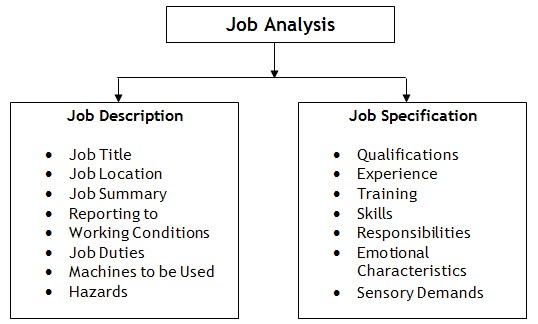 Job Analysis
Job Description
• Job Title
• Job Location
• Job Summary
• Reporting to
• Working Conditions
• Job Duties
• Machines to be Used
• Hazards
Job Specification
• Qualifications
• Experience
• Training
• Skills
• Responsibilities
• Emotional
Characteristics
• Sensory Demands